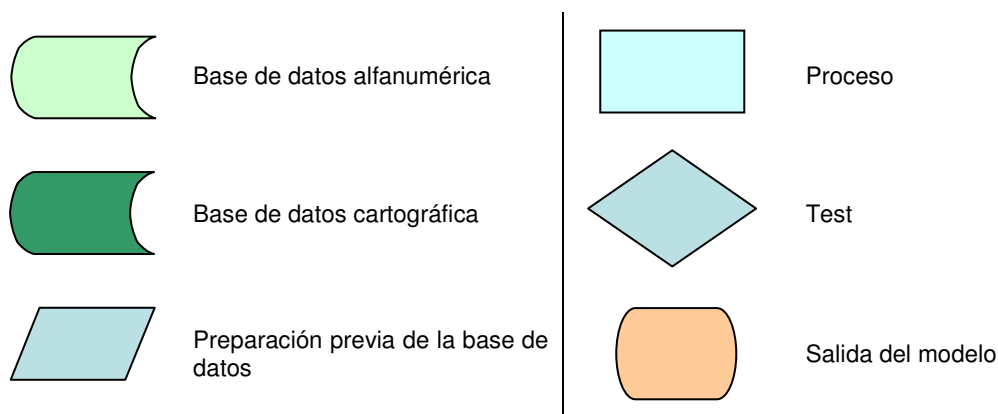 Base de datos alfanumérica
Base de datos cartográfica
Preparación previa de la base de
datos
Proceso
Test
Salida del modelo